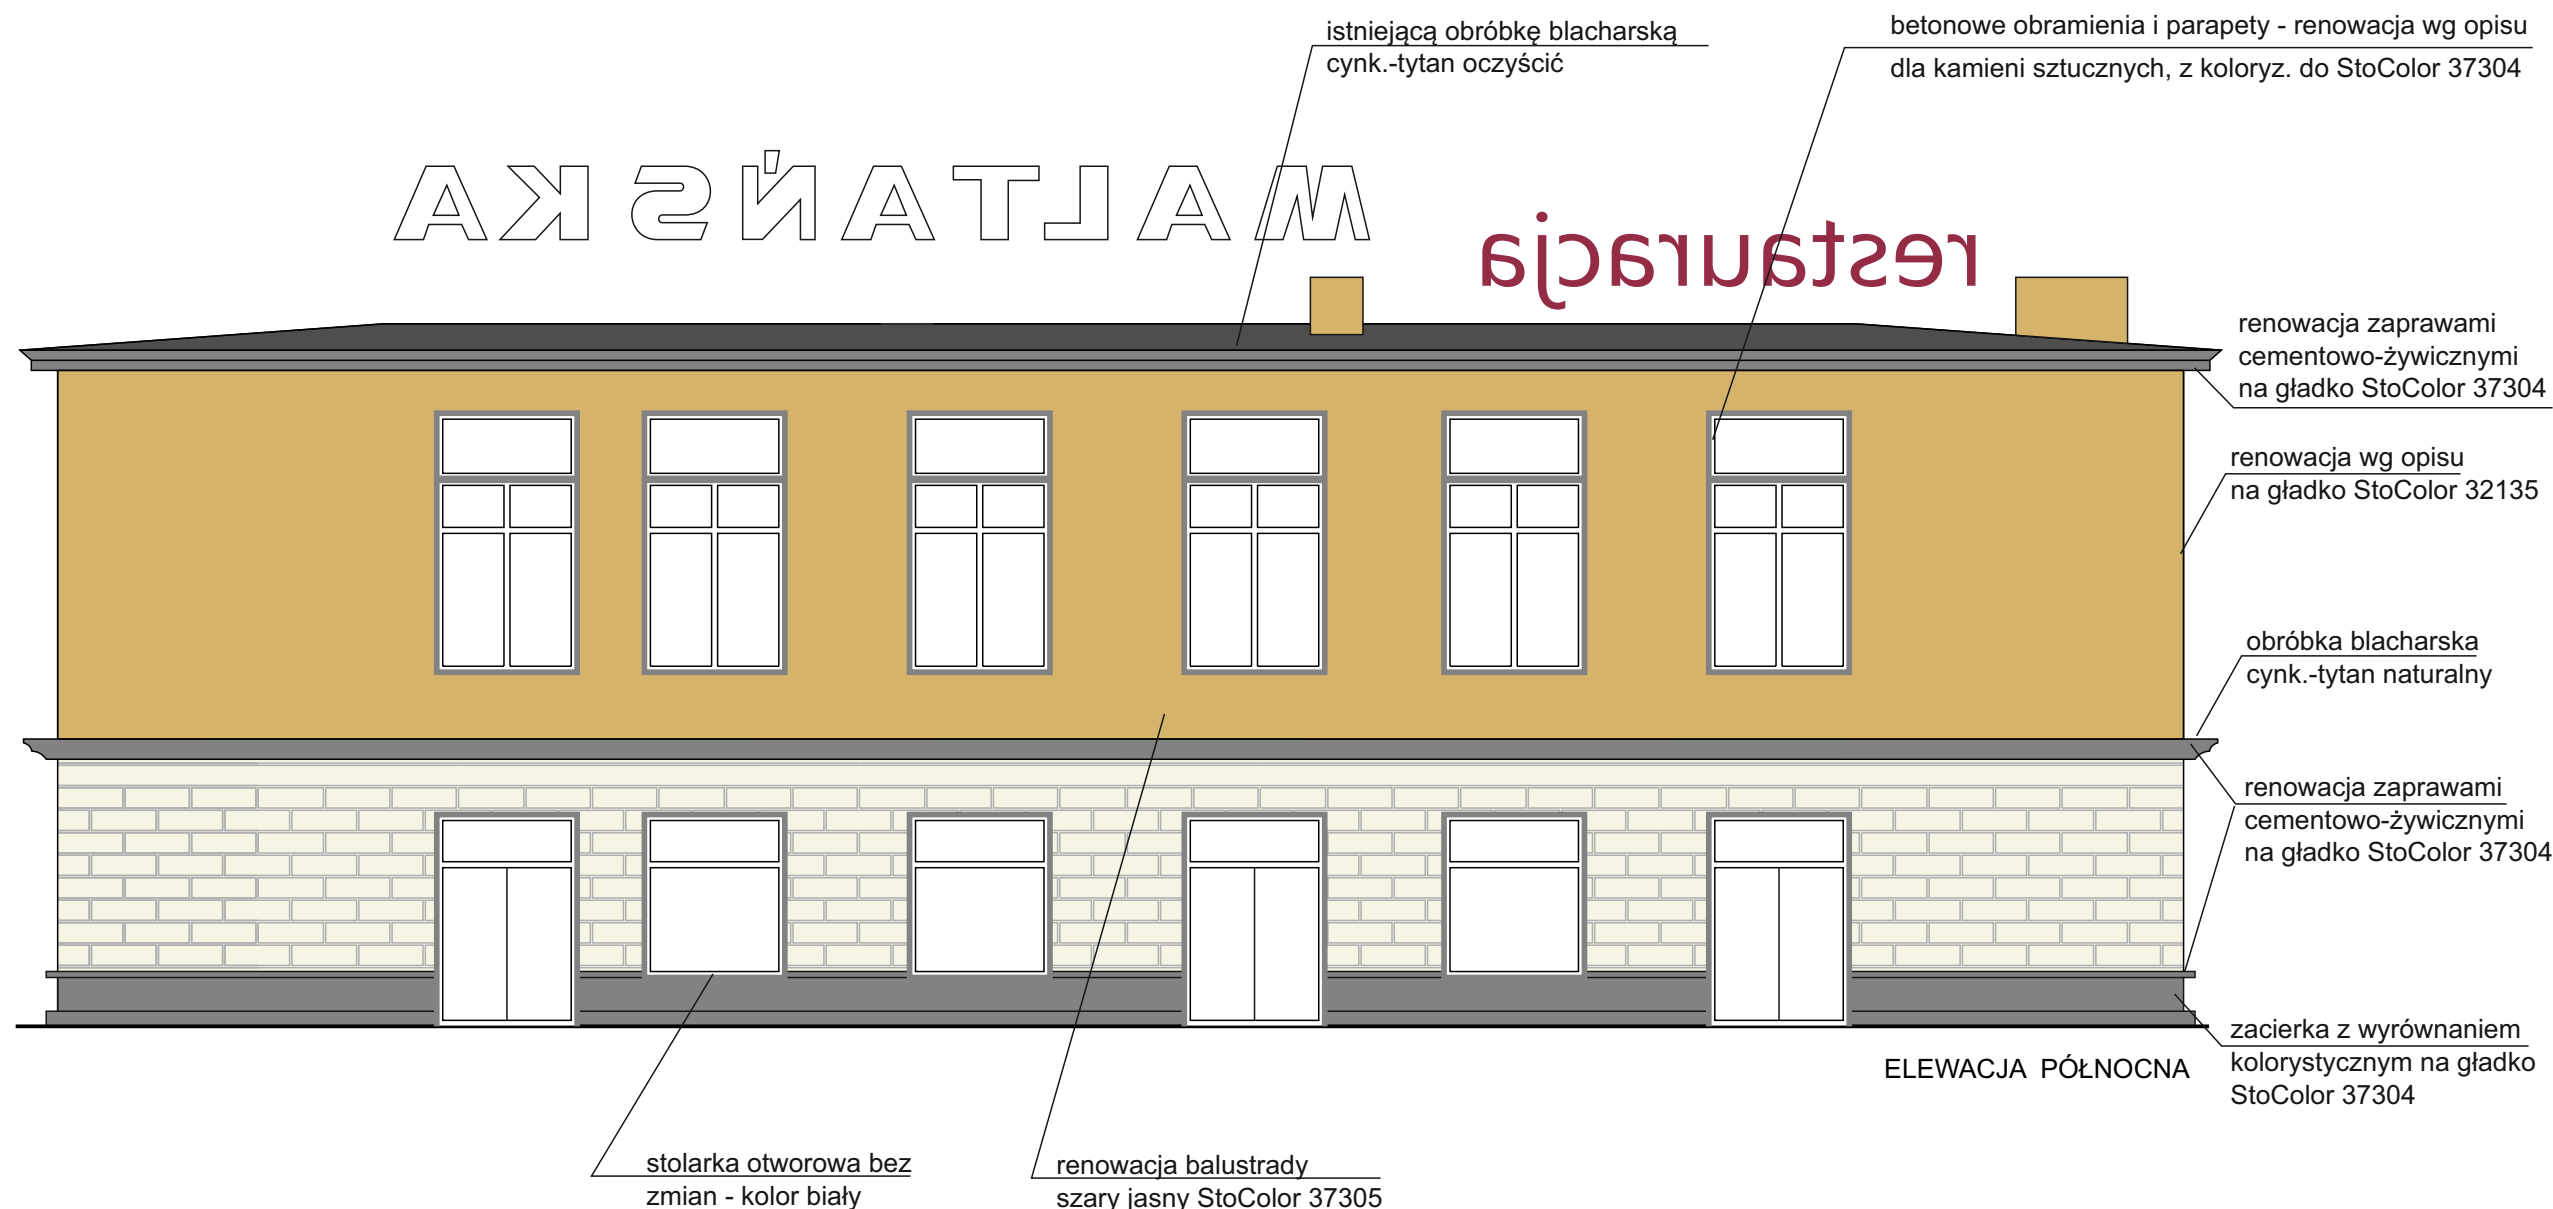 istniejącą obróbkę blacharską
cynk.-tytan oczyścić
betonowe obramienia i parapety - renowacja wg opisu
dla kamieni sztucznych, z koloryz. do StoColor 37304
MALTAŃSKA
restauracja
renowacja zaprawami
cementowo-żywicznymi
na gładko StoColor 37304
renowacja wg opisu
na gładko StoColor 32135
obróbka blacharska
cynk.-tytan naturalny
renowacja zaprawami
cementowo-żywicznymi
na gładko StoColor 37304
zacierka z wyrównaniem
kolorystycznym na gładko
StoColor 37304
ELEWACJA PÓŁNOCNA
stolarka otworowa bez
zmian - kolor biały
renowacja balustrady
szary jasny StoColor 37305